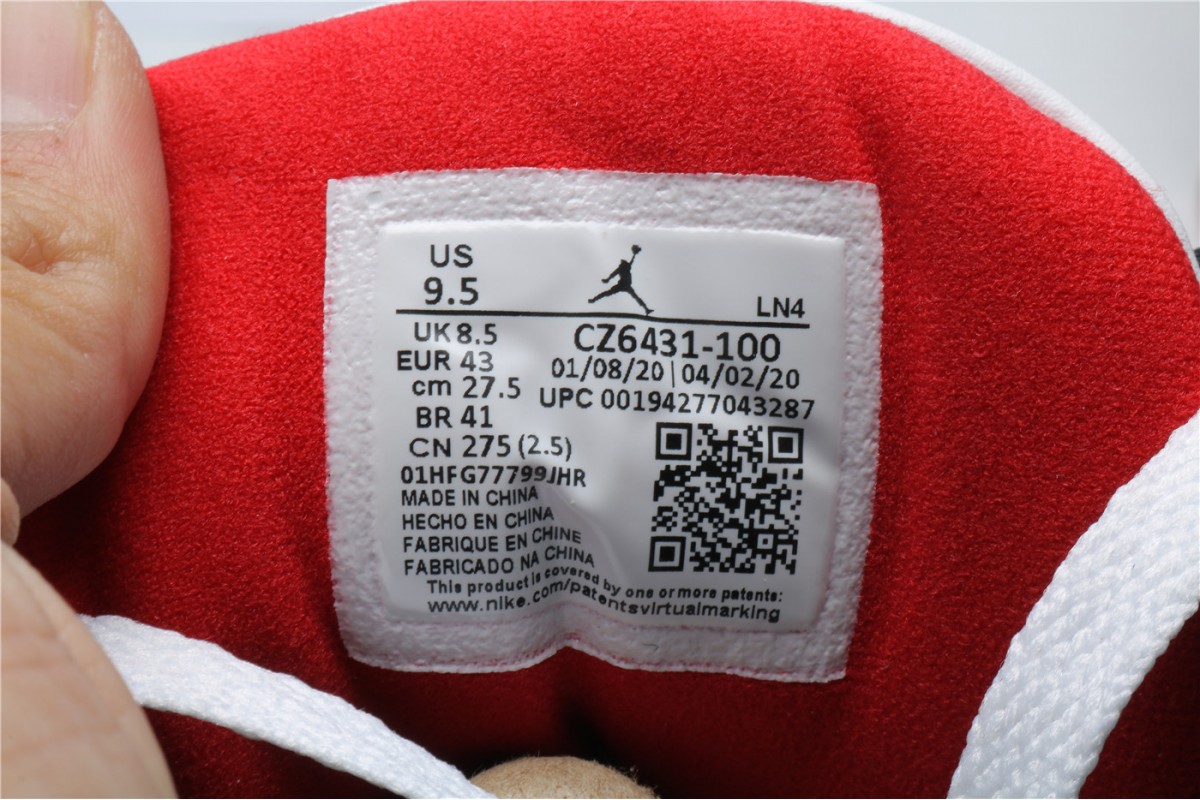 US
9.5
LN4
UK 8.5
EUR 43
cm 27.5
BR 41
CN 275 (2.5)
CZ6431-100
01/08/20 | 04/02/20
UPC 00194277043287
01HFG77799JHR
MADE IN CHINA
HECHO EN CHINA
FABRIQUE EN CHINE
FABRICADO NA CHINA
This product is covered by one or more patents:
www.nike.com/patentsvirtualmarking